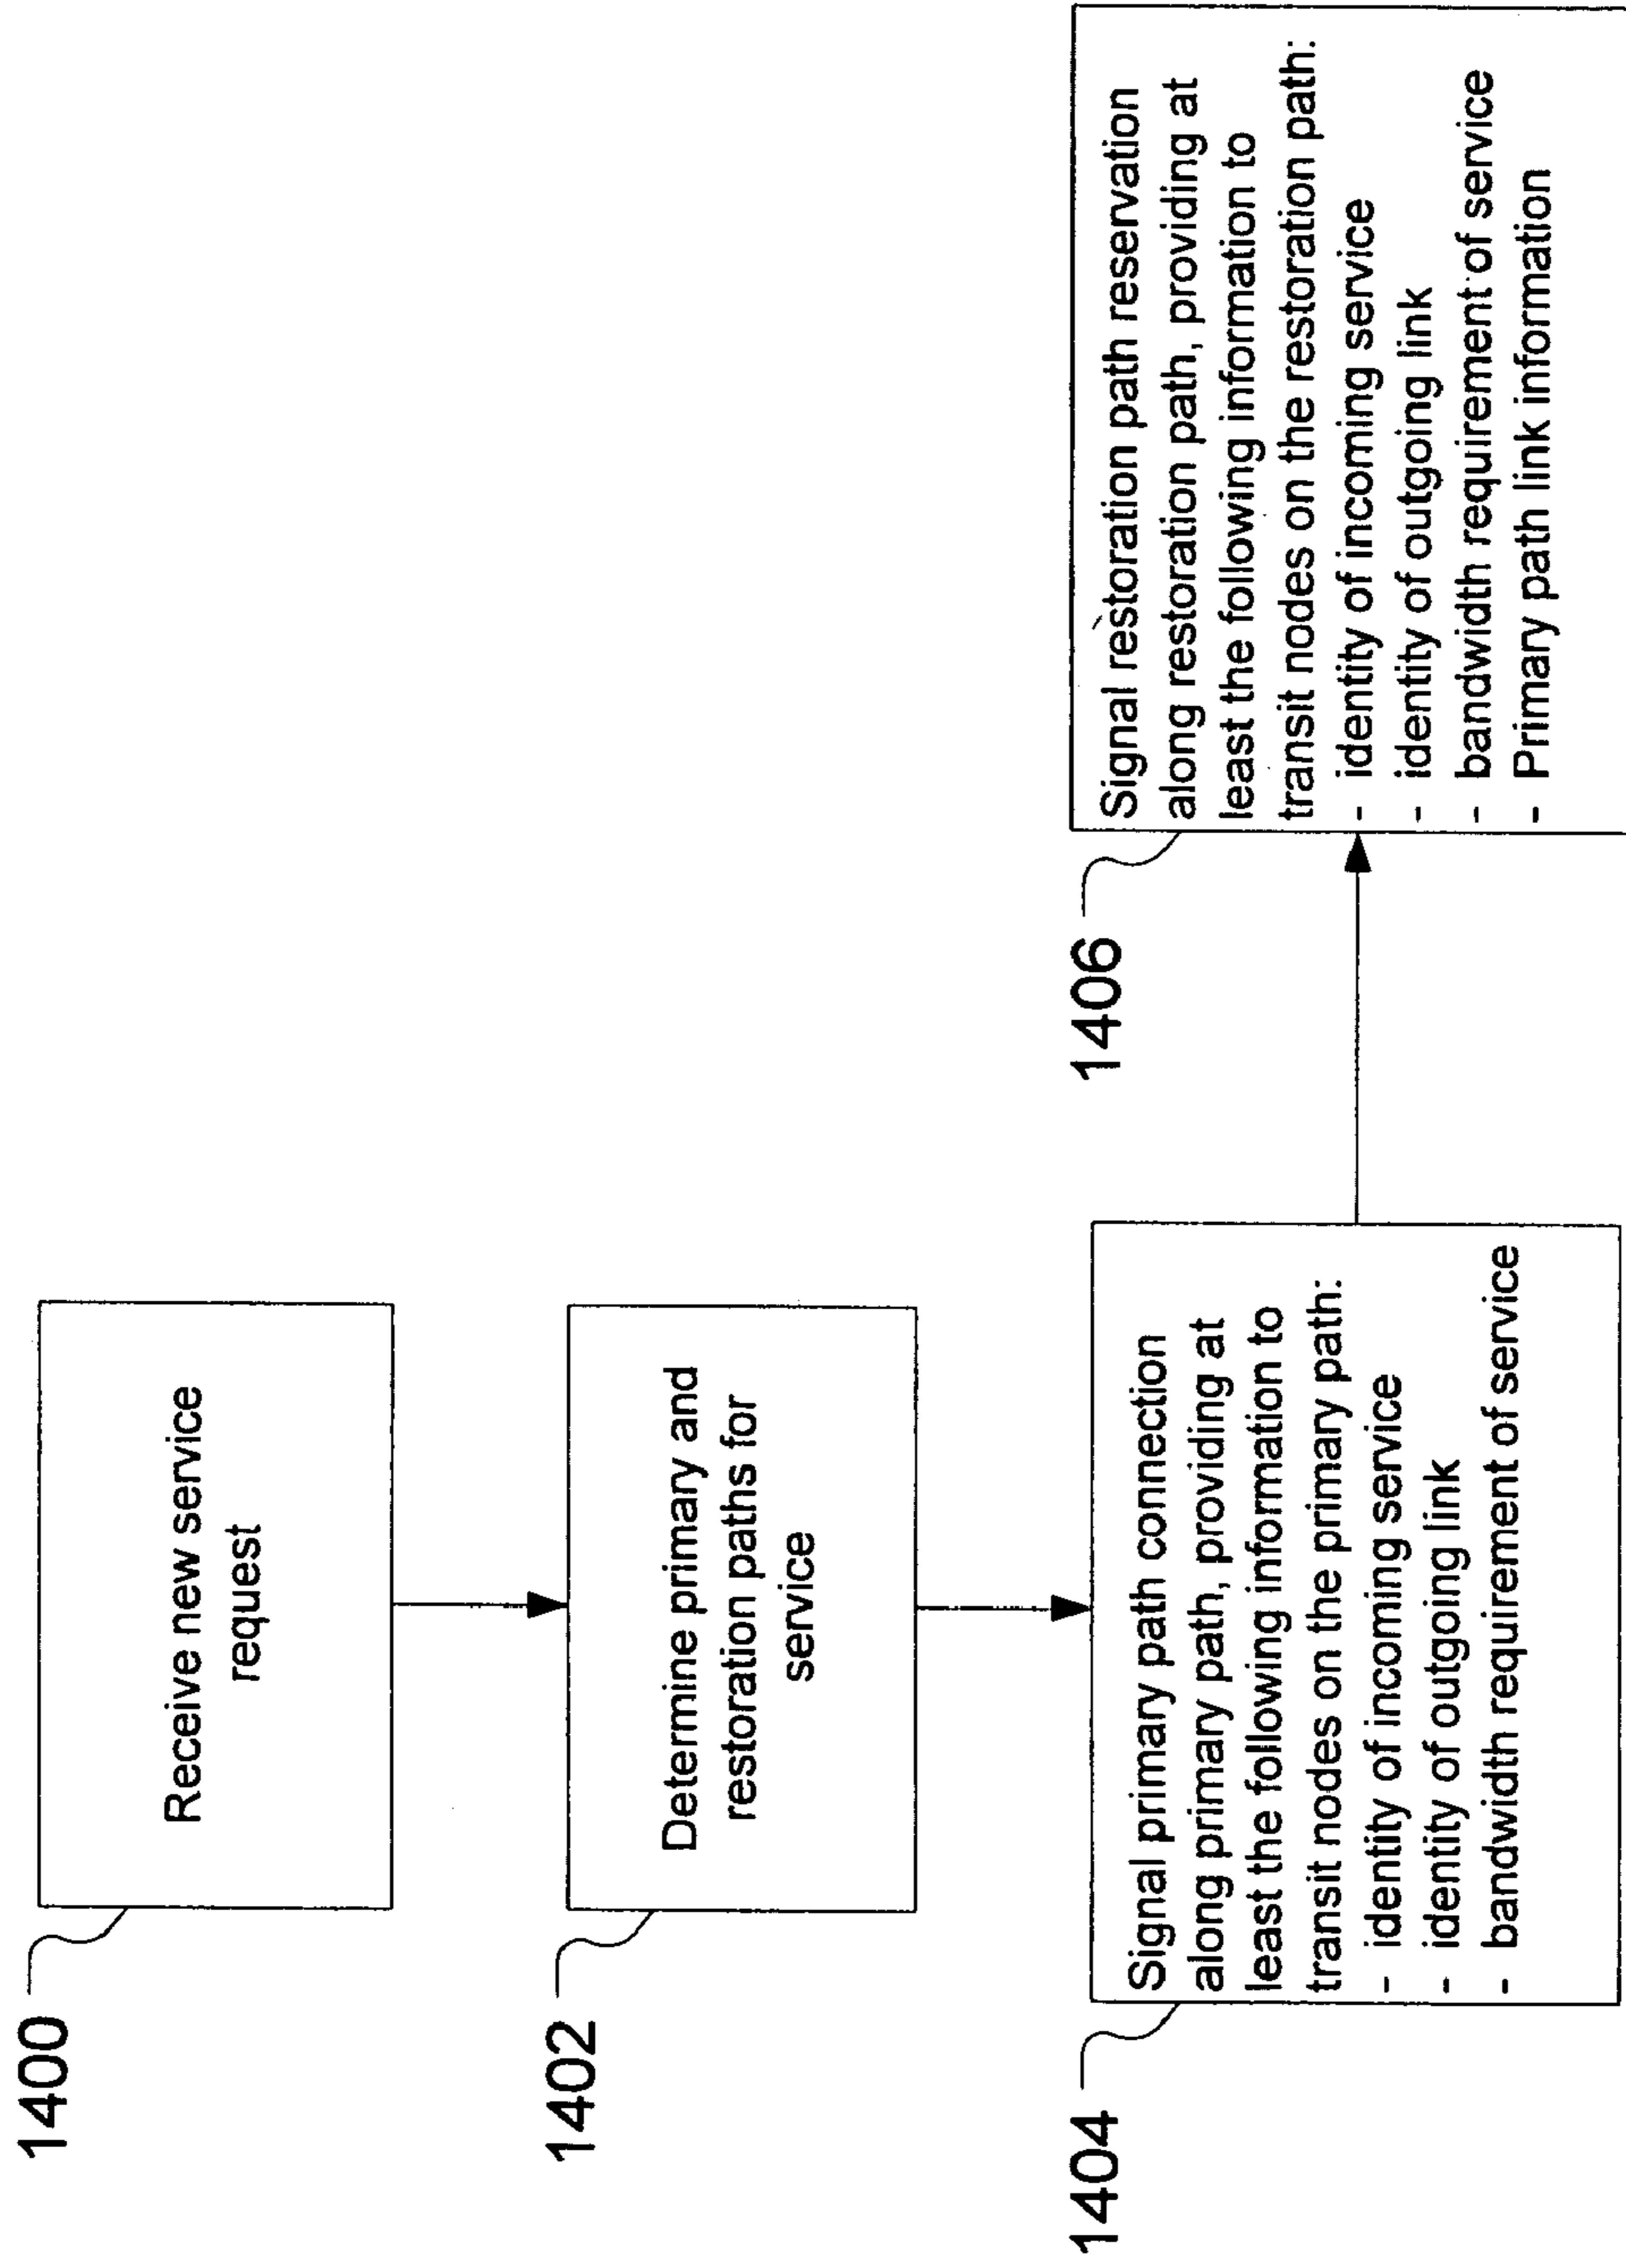 1400
Receive new service
request
1402
Determine primary and
restoration paths for
service
1404
Signal primary path connection
along primary path, providing at
least the following information to
transit nodes on the primary path:
- identity of incoming service
- identity of outgoing link
- bandwidth requirement of service
1406
Signal restoration path reservation
along restoration path, providing at
least the following information to
transit nodes on the restoration path:
- identity of incoming service
- identity of outgoing link
- bandwidth requirement of service
- Primary path link information